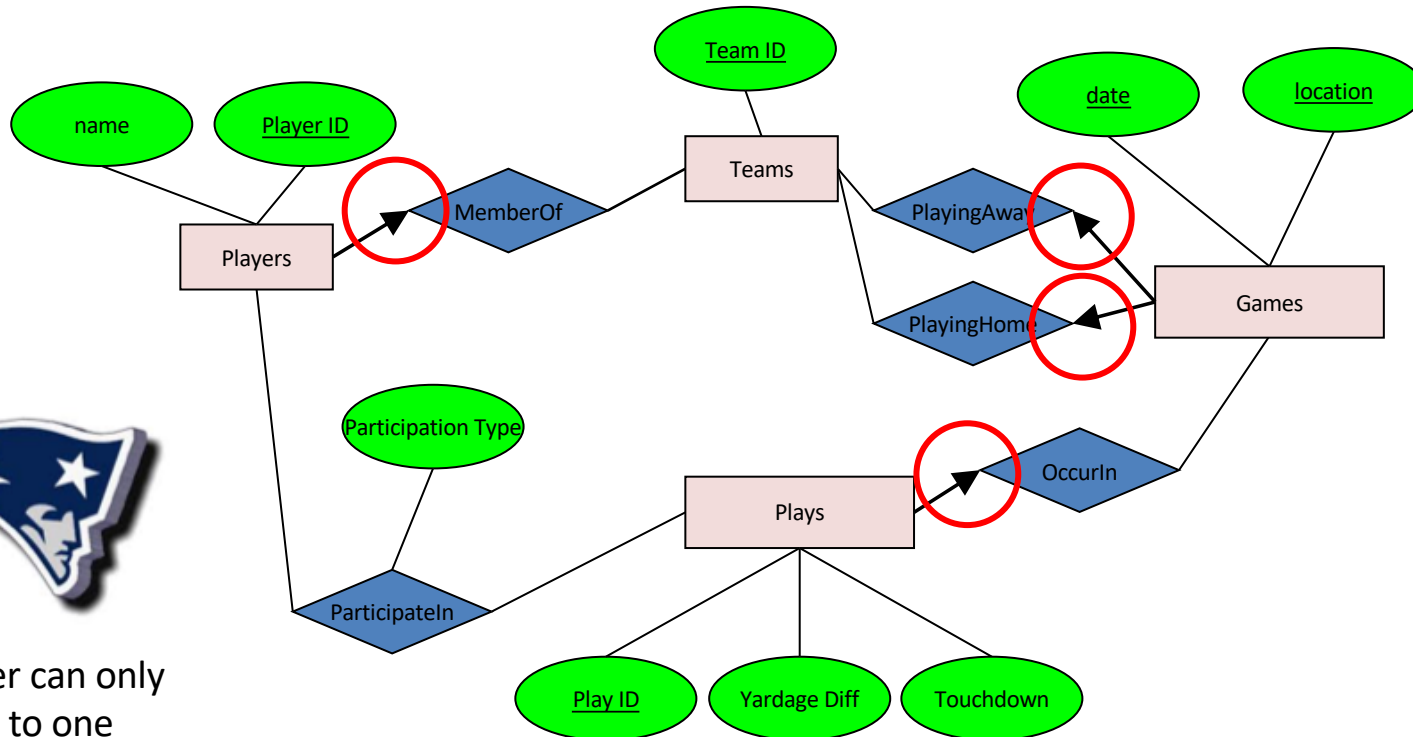 Team ID
date
location
name
Player ID
Teams
MemberOf
PlayingAway
Players
PlayingHome
Games
Participation Type
OccurIn
Plays
ParticipateIn
er can only
to one
Play ID
Yardage Diff
Touchdown